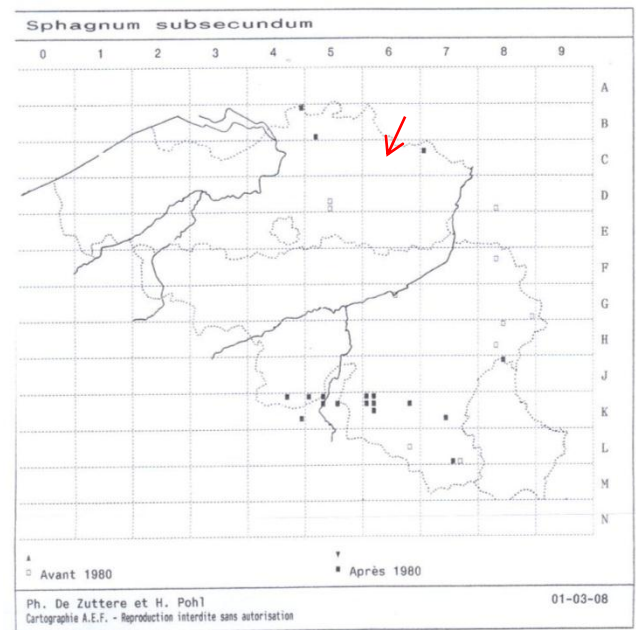 Sphagnum subsecundum
0 1 2 3 4 5 6 7 8 9
A
B
C
D
E
F
G
H
J
K
L
M
N
Avant 1980
Après 1980
Ph. De Zuttere et H. Pohl
01-03-08
Cartographie A.E.F. - Reproduction interdite sans autorisation